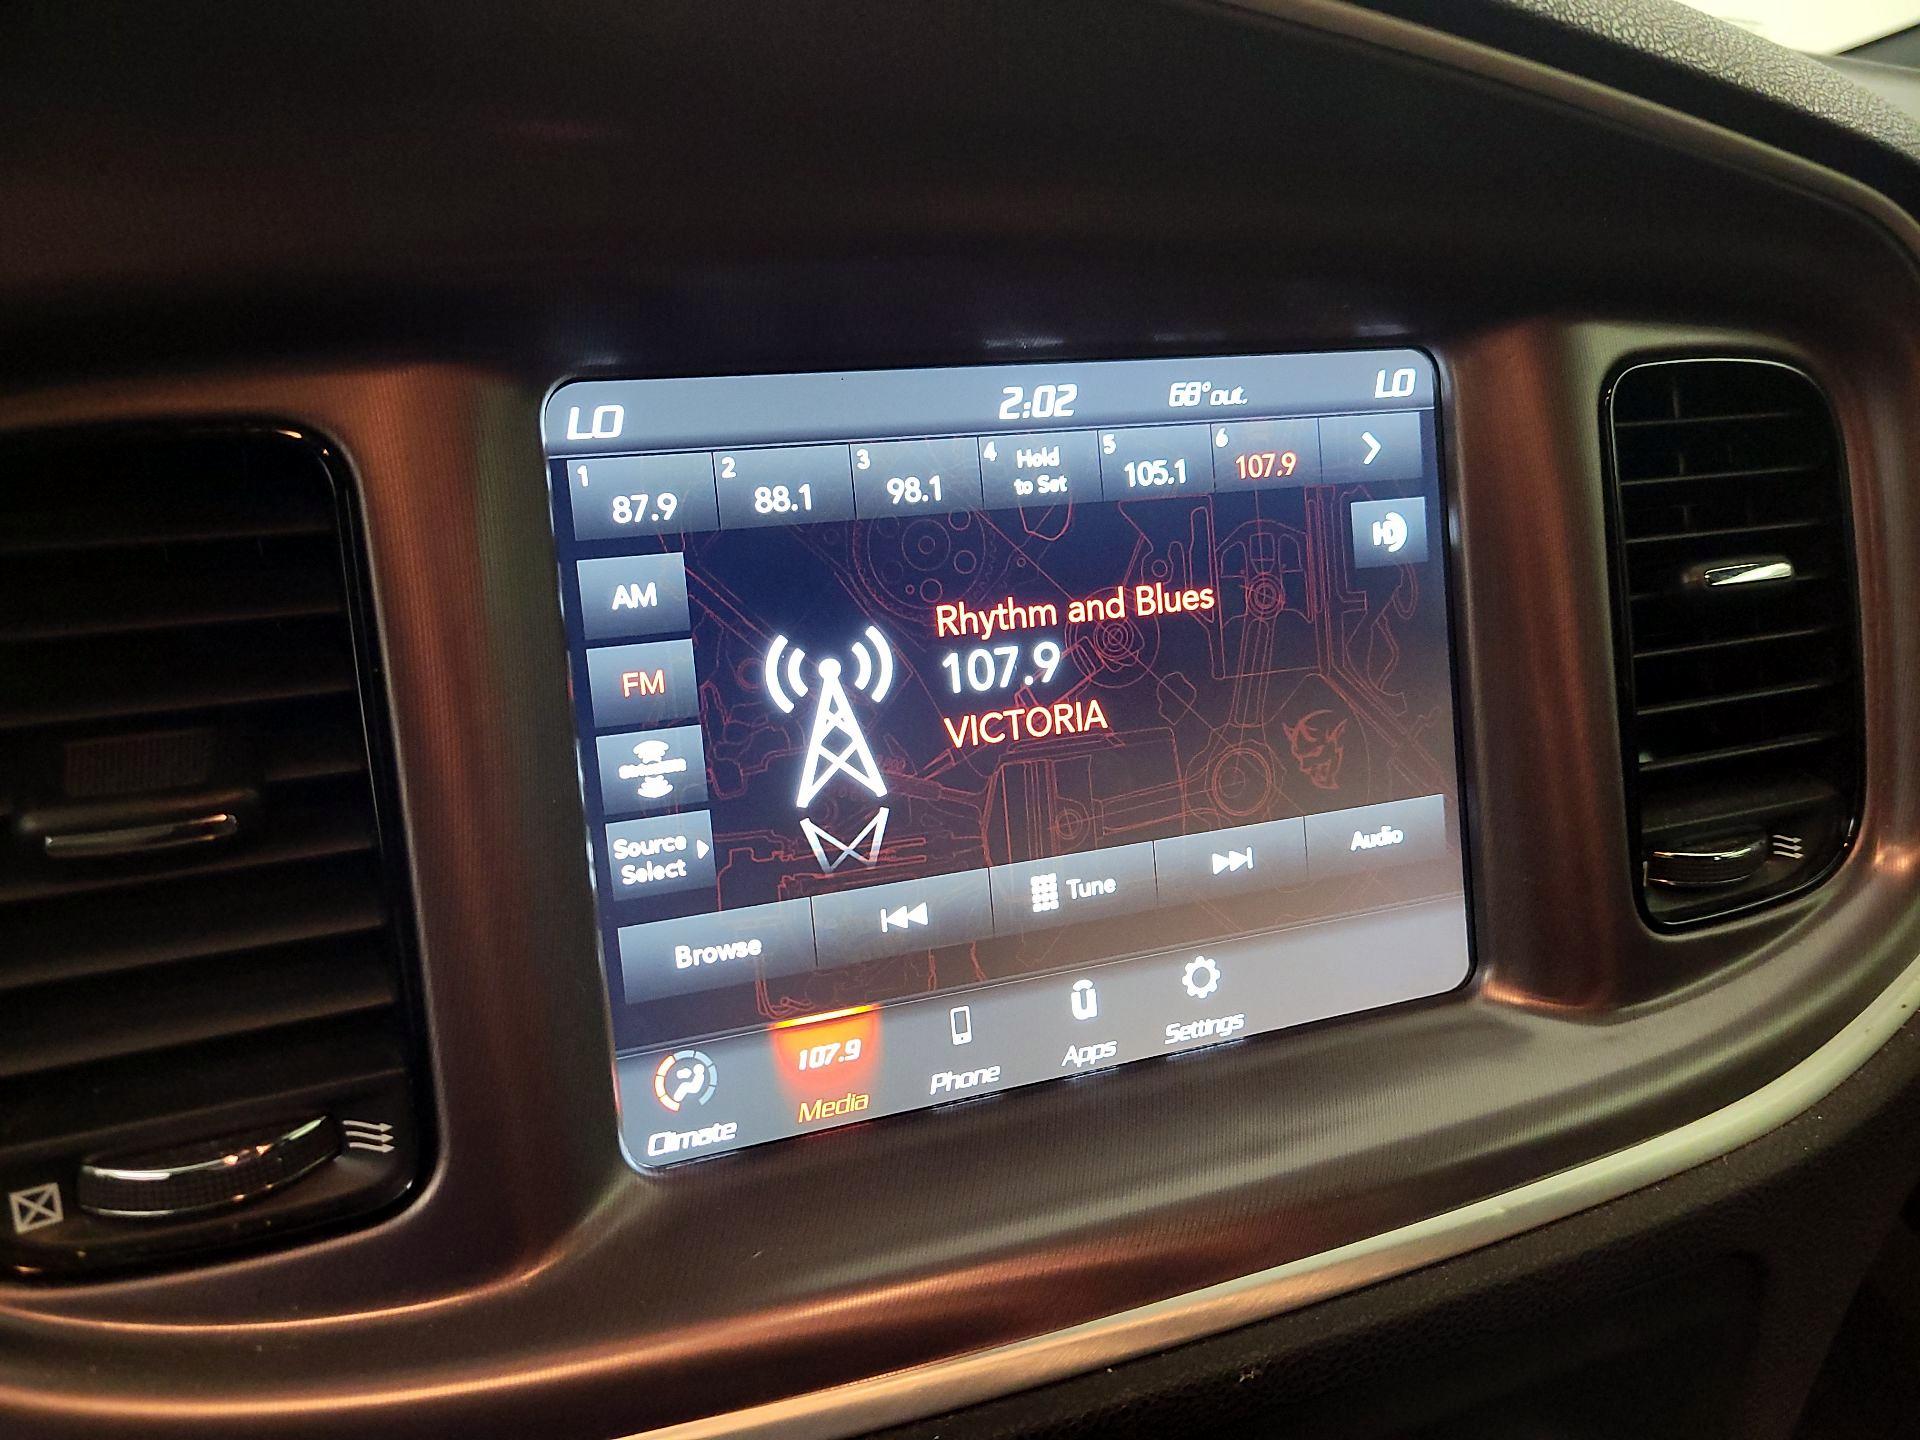 LO 2:02 68° out. LO
1 87.9
2 88.1
3 98.1
4 Hold
to Set
5 105.1
6 107.9
HD
AM
FM
Source
Select
Rhythm and Blues
107.9
VICTORIA
Browse
Tune
Audio
Climate
107.9
Media
Phone
Apps
Settings